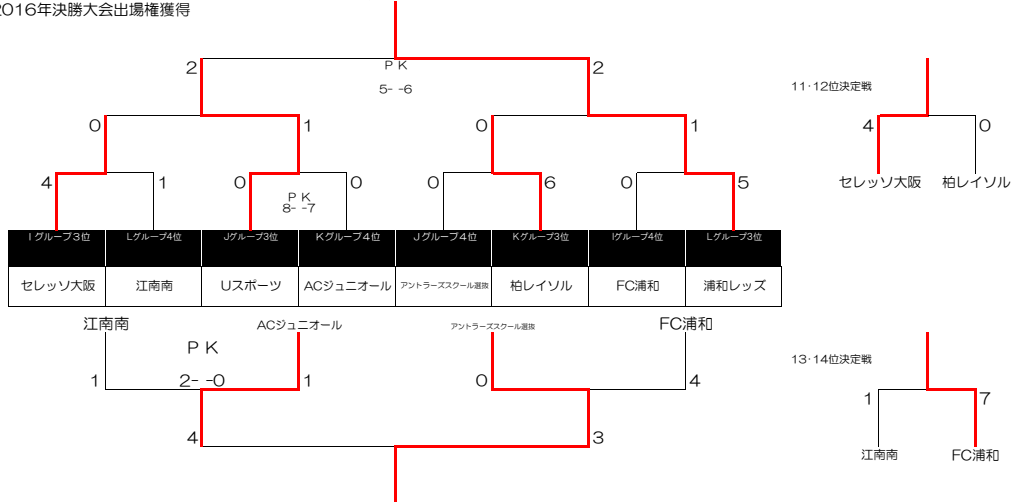 2016年決勝大会出場権獲得
2 PK 2
5--6
11・12位決定戦
0 1 0 1
4 0
4 1 0 0 0 6 0 5
PK
8--7
セレッソ大阪 柏レイソル
Iグループ3位 Lグループ4位 Jグループ3位 Kグループ4位 Jグループ4位 Kグループ3位 Iグループ4位 Lグループ3位
セレッソ大阪 江南南 Uスポーツ ACジュニオール アントラーズスクール選抜 柏レイソル FC浦和 浦和レッズ
江南南 ACジュニオール アントラーズスクール選抜 FC浦和
PK
13・14位決定戦
1 2--0 1 0 4
1 7
4 3
江南南 FC浦和